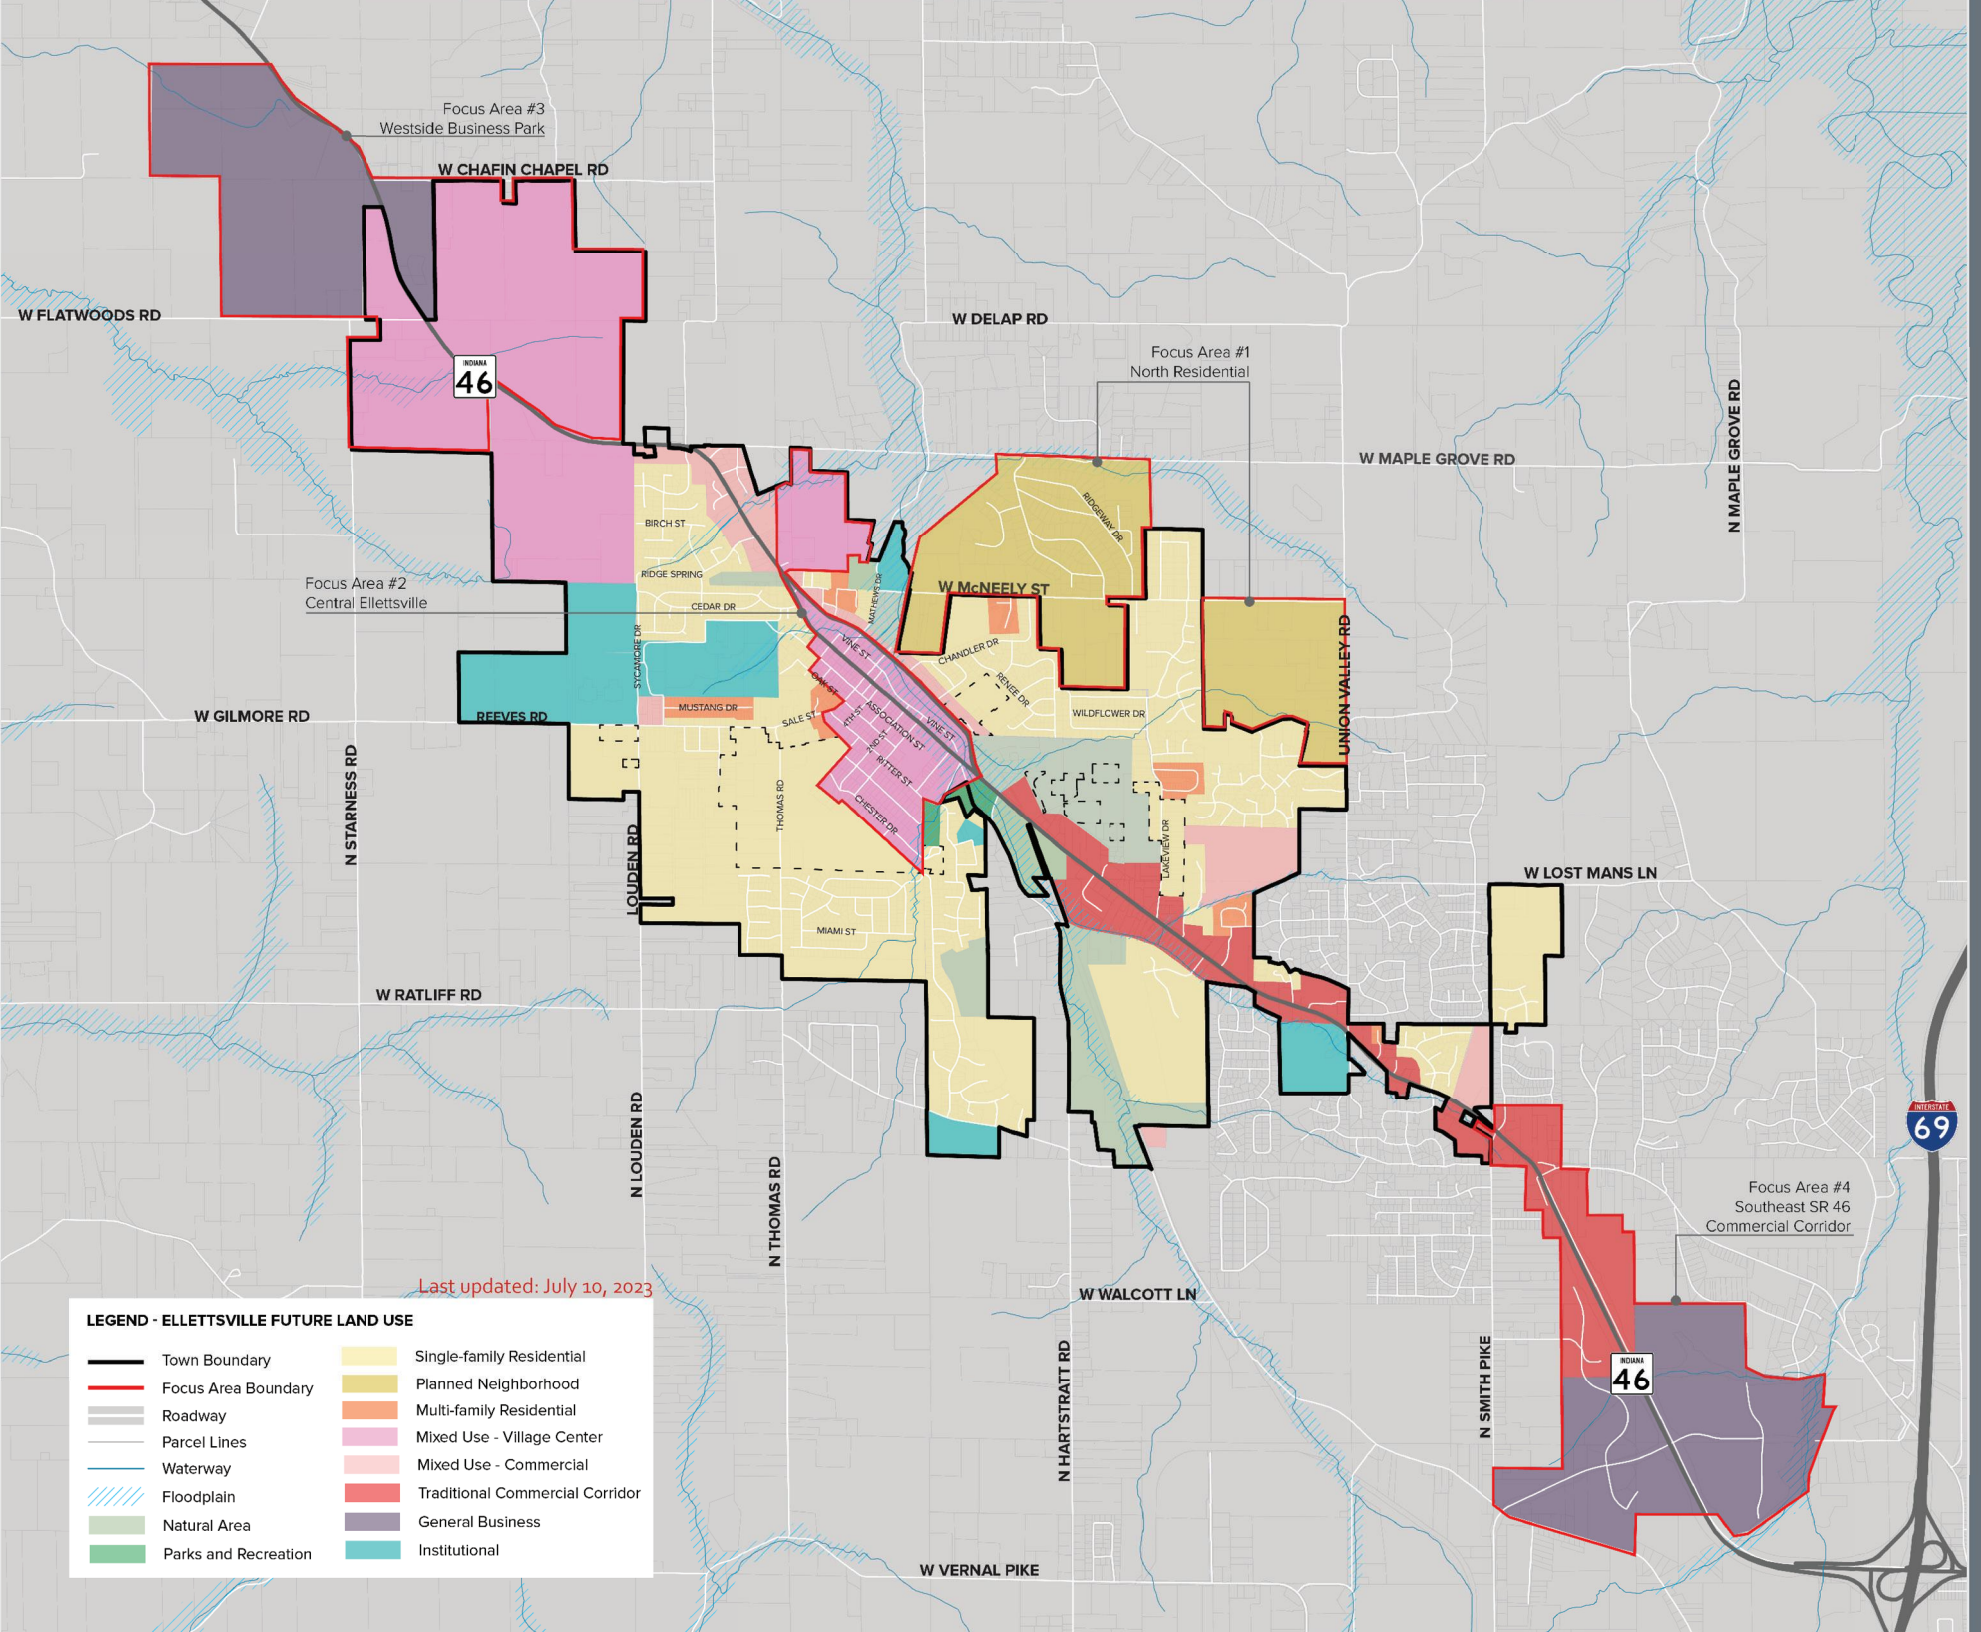 Focus Area #3
Westside Business Park
W CHAFIN CHAPEL RD
W FLATWOODS RD
W DELAP RD
Focus Area #1
North Residential
INDIANA
46
N MAPLE GROVE RD
W MAPLE GROVE RD
RIDGEWAY DR
BIRCH ST
RIDGE SPRING
Focus Area #2
Central Ellettsville
W McNEELY ST
MATHEWS DR
CEDAR DR
SYCAMORE DR
VINE ST
CHANDLER DR
UNION VALLEY RD
OAK ST
RENEE DR
MUSTANG DR
W GILMORE RD
REEVES RD
SALE ST
4TH ST
ASSOCIATION ST
VINE ST
WILDFLOWER DR
2ND ST
RITTER ST
N STARNESS RD
THOMAS RD
CHESTER DR
LAKEVIEW DR
LOUDEN RD
W LOST MANS LN
MIAMI ST
W RATLIFF RD
INTERSTATE
69
N LOUDEN RD
N THOMAS RD
Focus Area #4
Southeast SR 46
Commercial Corridor
W WALCOTT LN
N HARTSTRATT RD
N SMITH PIKE
INDIANA
46
W VERNAL PIKE
Last updated: July 10, 2023
LEGEND - ELLETTSVILLE FUTURE LAND USE
Town Boundary
Focus Area Boundary
Roadway
Parcel Lines
Waterway
Floodplain
Natural Area
Parks and Recreation
Single-family Residential
Planned Neighborhood
Multi-family Residential
Mixed Use - Village Center
Mixed Use - Commercial
Traditional Commercial Corridor
General Business
Institutional